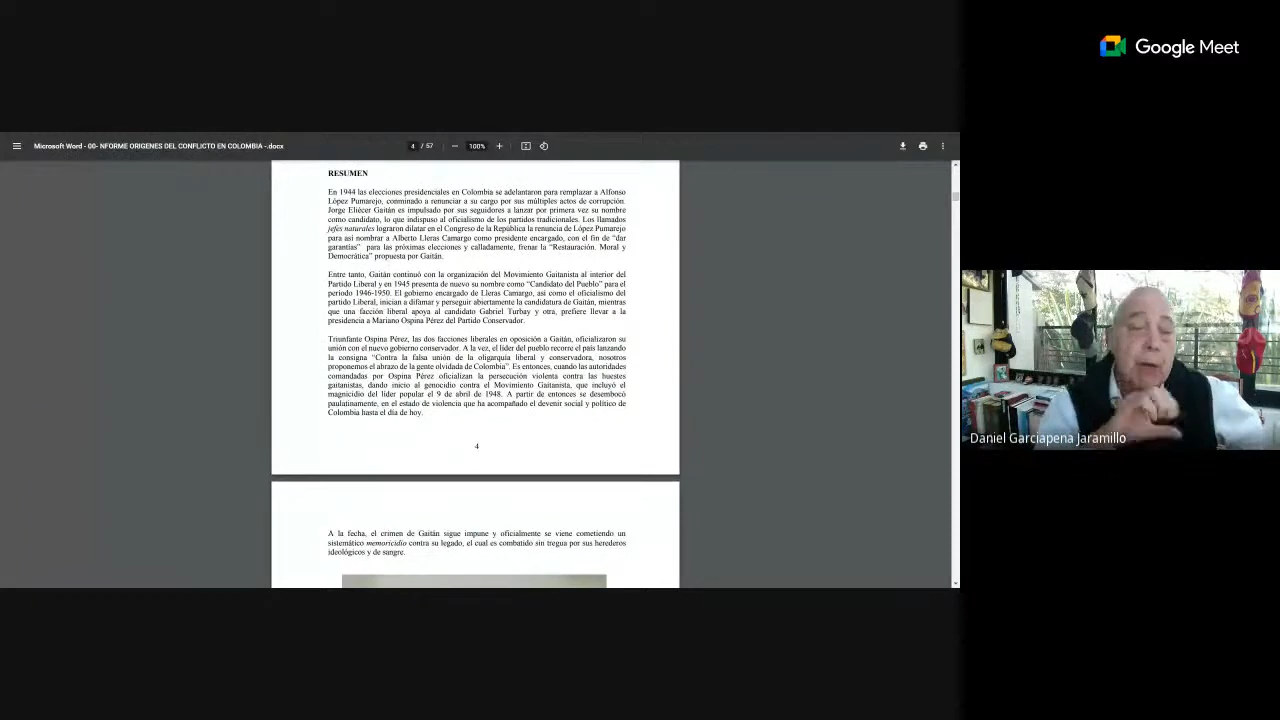 Google Meet
Microsoft Word - 00- NFORME ORIGENES DEL CONFLICTO EN COLOMBIA -.docx
4 / 57
100%
RESUMEN
En 1944 las elecciones presidenciales en Colombia se adelantaron para remplazar a Alfonso
López Pumarejo, conminado a renunciar a su cargo por sus múltiples actos de corrupción.
Jorge Eliécer Gaitán es impulsado por sus seguidores a lanzar por primera vez su nombre
como candidato, lo que indispuso al oficialismo de los partidos tradicionales. Los llamados
jefes naturales lograron dilatar en el Congreso de la República la renuncia de López Pumarejo
para así nombrar a Alberto Lleras Camargo como presidente encargado, con el fin de “dar
garantías” para las próximas elecciones y calladamente, frenar la “Restauración. Moral y
Democrática” propuesta por Gaitán.
Entre tanto, Gaitán continuó con la organización del Movimiento Gaitanista al interior del
Partido Liberal y en 1945 presenta de nuevo su nombre como “Candidato del Pueblo” para el
período 1946-1950. El gobierno encargado de Lleras Camargo, así como el oficialismo del
partido Liberal, inician a difamar y perseguir abiertamente la candidatura de Gaitán, mientras
que una facción liberal apoya al candidato Gabriel Turbay y otra, prefiere llevar a la
presidencia a Mariano Ospina Pérez del Partido Conservador.
Triunfante Ospina Pérez, las dos facciones liberales en oposición a Gaitán, oficializaron su
unión con el nuevo gobierno conservador. A la vez, el líder del pueblo recorre el país lanzando
la consigna “Contra la falsa unión de la oligarquía liberal y conservadora, nosotros
proponemos el abrazo de la gente olvidada de Colombia”. Es entonces, cuando las autoridades
comandadas por Ospina Pérez oficializan la persecución violenta contra las huestes
gaitanistas, dando inicio al genocidio contra el Movimiento Gaitanista, que incluyó el
magnicidio del líder popular el 9 de abril de 1948. A partir de entonces se desembocó
paulatinamente, en el estado de violencia que ha acompañado el devenir social y político de
Colombia hasta el día de hoy.
4
A la fecha, el crimen de Gaitán sigue impune y oficialmente se viene cometiendo un
sistemático memoricidio contra su legado, el cual es combatido sin tregua por sus herederos
ideológicos y de sangre.
Daniel Garciapena Jaramillo